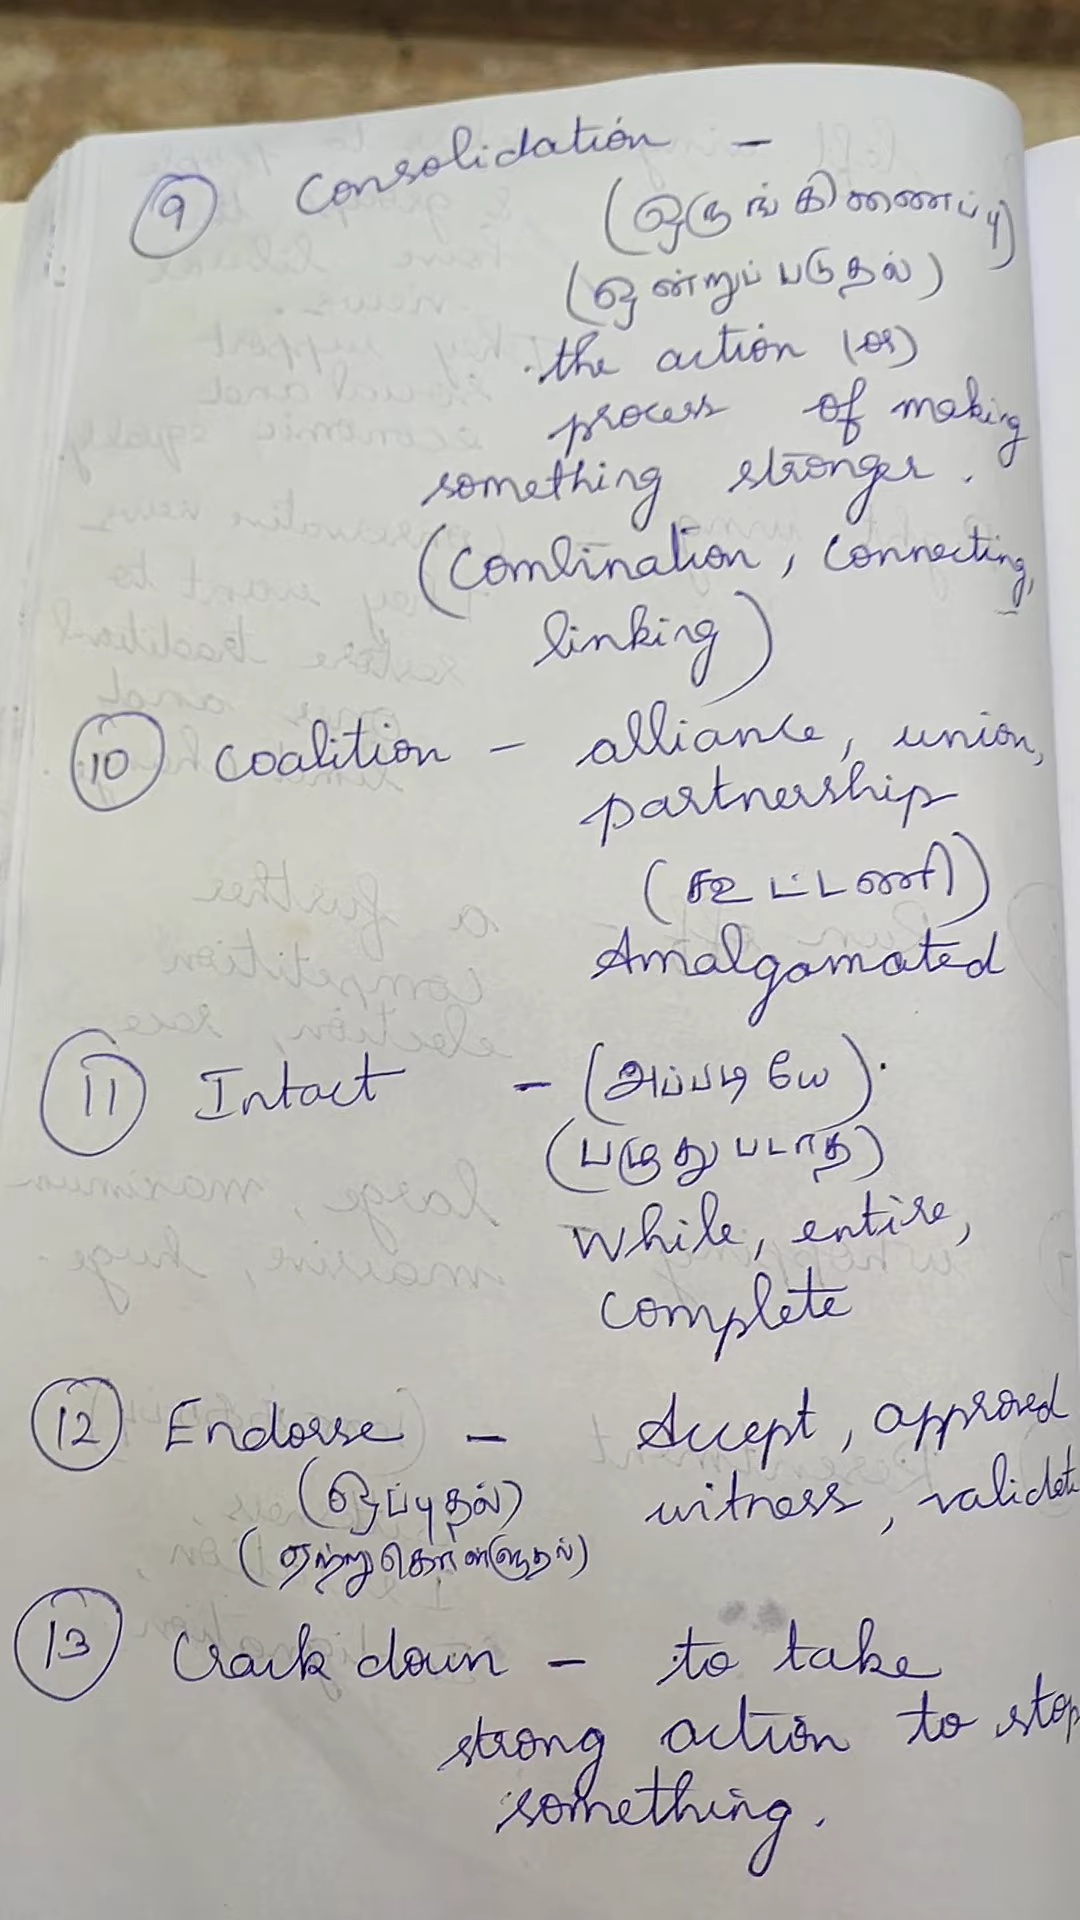 9 Consolidation -
(ஒருங்கிணைப்பு)
(ஒன்றுப்படுதல்)
the action (or)
process of making
something stronger.
(Combination, connecting,
linking)
10 Coalition - alliance, union,
partnership
(கூட்டணி)
Amalgamated
11 Intact - (அப்படியே).
(பழுதுபடாத)
While, entire,
complete
12 Endorse - Accept, approved
(ஒப்புதல்) witness, validate
(ஏற்றுகொள்ளுதல்)
13 Crack down - to take
strong action to stop
something.